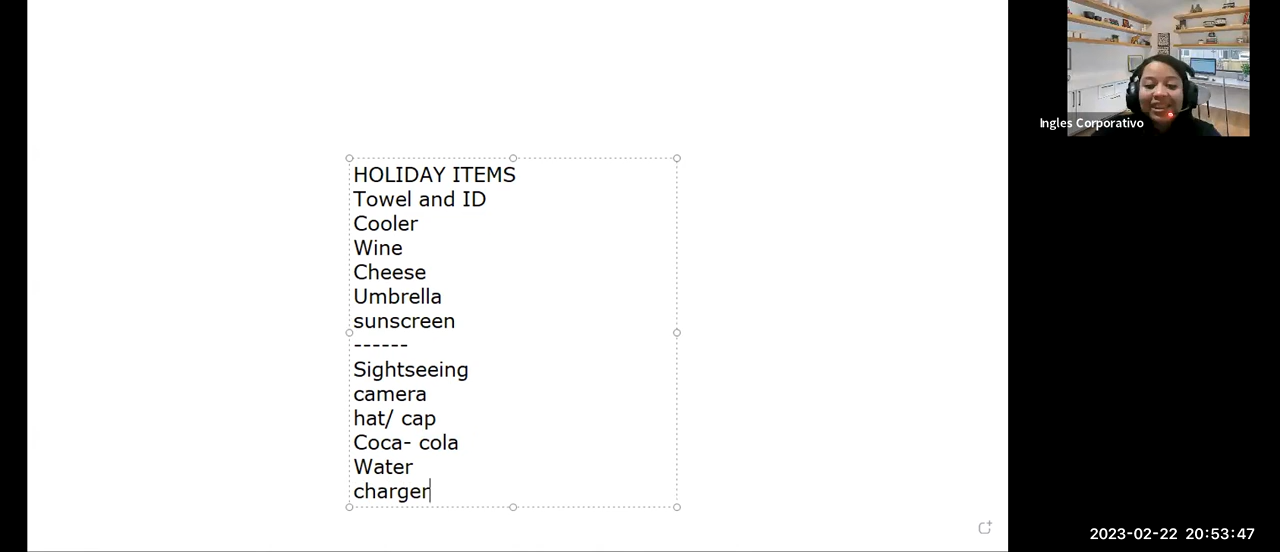 HOLIDAY ITEMS
Towel and ID
Cooler
Wine
Cheese
Umbrella
sunscreen
------
Sightseeing
camera
hat/ cap
Coca- cola
Water
charger
Ingles Corporativo
2023-02-22 20:53:47